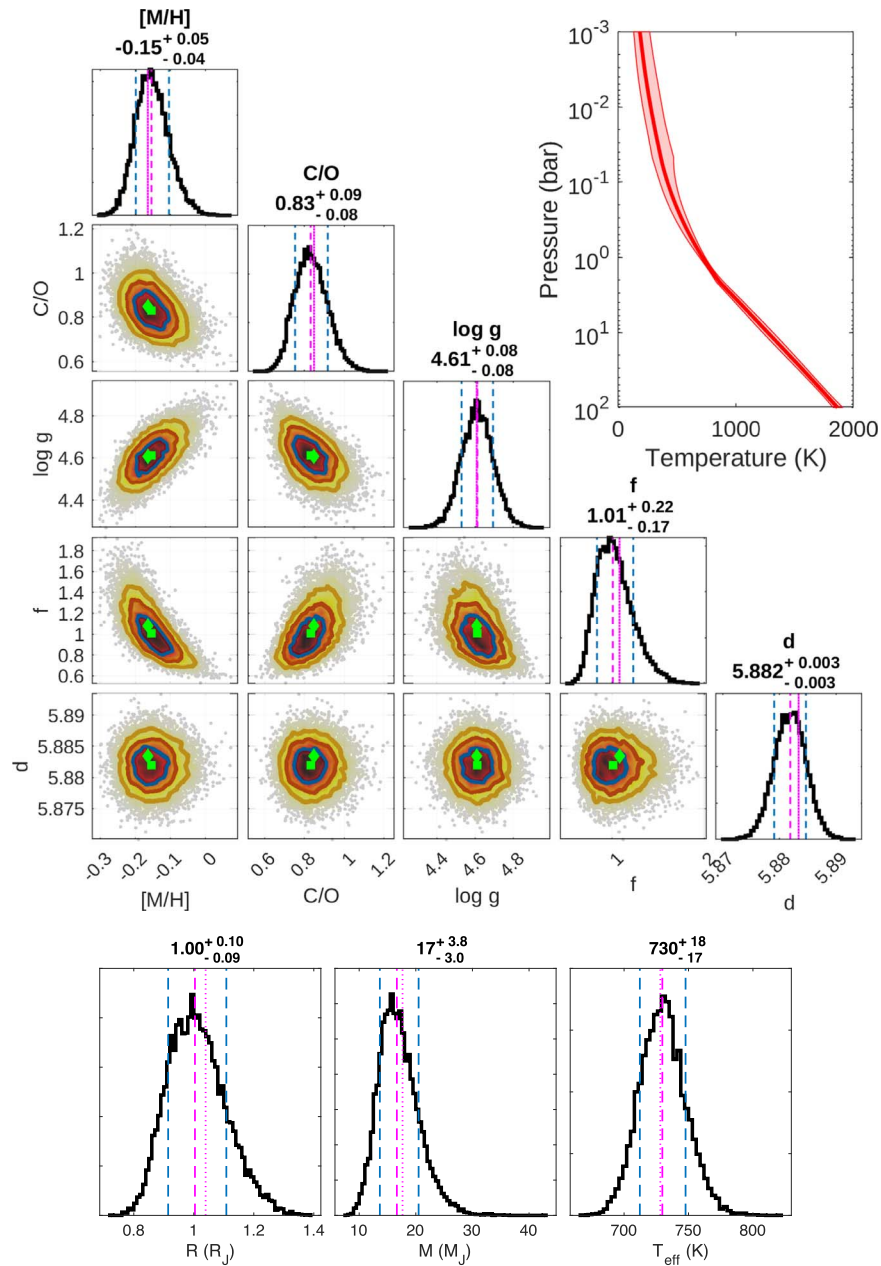 [M/H]
-0.15 + 0.05 - 0.04
C/O
0.83 + 0.09 - 0.08
log g
4.61 + 0.08 - 0.08
f
1.01 + 0.22 - 0.17
d
5.882 + 0.003 - 0.003
Pressure (bar)
10-3
10-2
10-1
100
101
102
0 1000 2000
Temperature (K)
C/O
1.2
1
0.8
0.6
log g
4.8
4.6
4.4
f
1.8
1.6
1.4
1.2
1
0.8
0.6
d
5.89
5.885
5.88
5.875
-0.3 -0.2 -0.1 0
[M/H]
0.6 0.8 1 1.2
C/O
4.4 4.6 4.8
log g
1 2
f
5.87 5.88 5.89
d
1.00 + 0.10 - 0.09
17 + 3.8 - 3.0
730 + 18 - 17
0.8 1 1.2 1.4
R (RJ)
10 20 30 40
M (MJ)
700 750 800
Teff (K)